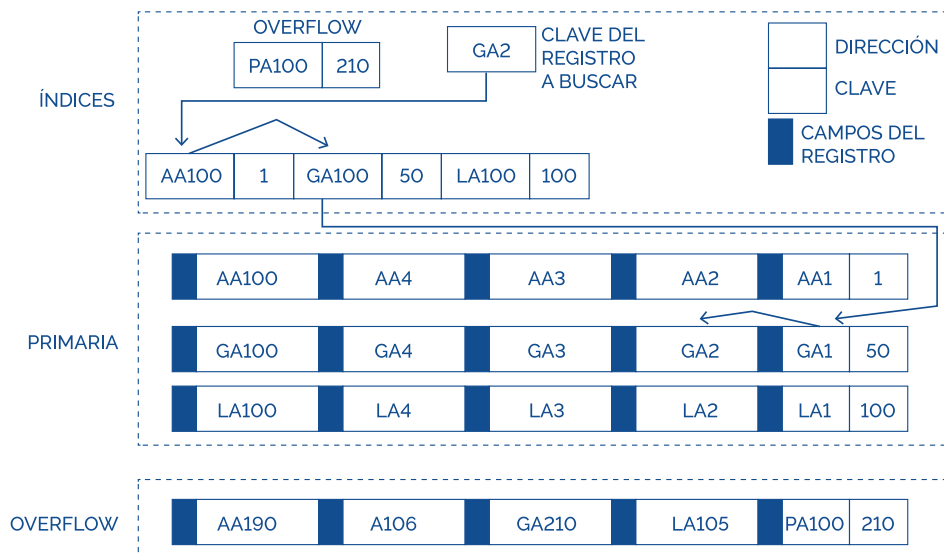 OVERFLOW
PA100 210
GA2
CLAVE DEL
REGISTRO
A BUSCAR
DIRECCIÓN
CLAVE
CAMPOS DEL
REGISTRO
ÍNDICES
AA100 1 GA100 50 LA100 100
PRIMARIA
AA100 AA4 AA3 AA2 AA1 1
GA100 GA4 GA3 GA2 GA1 50
LA100 LA4 LA3 LA2 LA1 100
OVERFLOW
AA190 A106 GA210 LA105 PA100 210